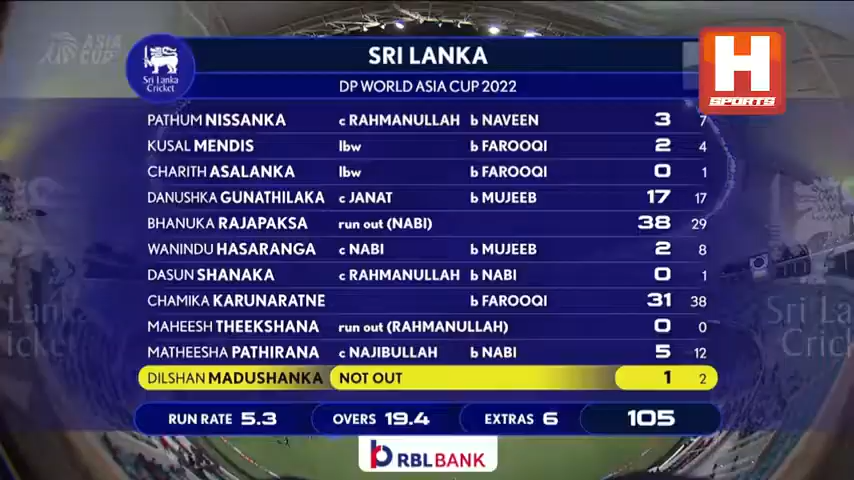 ASIA CUP
SRI LANKA
Sri Lanka Cricket
DP WORLD ASIA CUP 2022
H SPORTS
PATHUM NISSANKA c RAHMANULLAH b NAVEEN 3 7
KUSAL MENDIS lbw b FAROOQI 2 4
CHARITH ASALANKA lbw b FAROOQI 0 1
DANUSHKA GUNATHILAKA c JANAT b MUJEEB 17 17
BHANUKA RAJAPAKSA run out (NABI) 38 29
WANINDU HASARANGA c NABI b MUJEEB 2 8
DASUN SHANAKA c RAHMANULLAH b NABI 0 1
CHAMIKA KARUNARATNE b FAROOQI 31 38
MAHEESH THEEKSHANA run out (RAHMANULLAH) 0 0
MATHEESHA PATHIRANA c NAJIBULLAH b NABI 5 12
DILSHAN MADUSHANKA NOT OUT 1 2
RUN RATE 5.3 OVERS 19.4 EXTRAS 6 105
RBL BANK